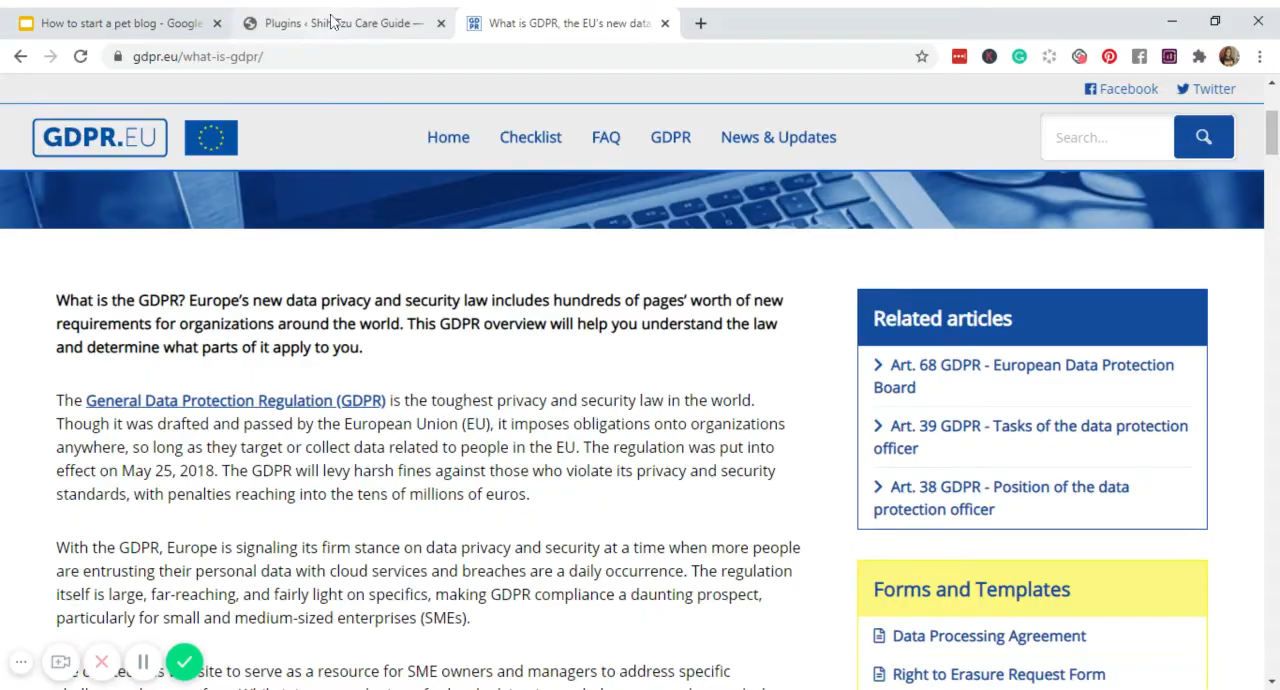 How to start a pet blog - Google
Plugins ‹ Shih Tzu Care Guide —
What is GDPR, the EU's new data
gdpr.eu/what-is-gdpr/
Facebook
Twitter
GDPR.EU
Home
Checklist
FAQ
GDPR
News & Updates
Search...
What is the GDPR? Europe's new data privacy and security law includes hundreds of pages' worth of new
requirements for organizations around the world. This GDPR overview will help you understand the law
and determine what parts of it apply to you.
The General Data Protection Regulation (GDPR) is the toughest privacy and security law in the world.
Though it was drafted and passed by the European Union (EU), it imposes obligations onto organizations
anywhere, so long as they target or collect data related to people in the EU. The regulation was put into
effect on May 25, 2018. The GDPR will levy harsh fines against those who violate its privacy and security
standards, with penalties reaching into the tens of millions of euros.
With the GDPR, Europe is signaling its firm stance on data privacy and security at a time when more people
are entrusting their personal data with cloud services and breaches are a daily occurrence. The regulation
itself is large, far-reaching, and fairly light on specifics, making GDPR compliance a daunting prospect,
particularly for small and medium-sized enterprises (SMEs).
site to serve as a resource for SME owners and managers to address specific
Related articles
Art. 68 GDPR - European Data Protection
Board
Art. 39 GDPR - Tasks of the data protection
officer
Art. 38 GDPR - Position of the data
protection officer
Forms and Templates
Data Processing Agreement
Right to Erasure Request Form